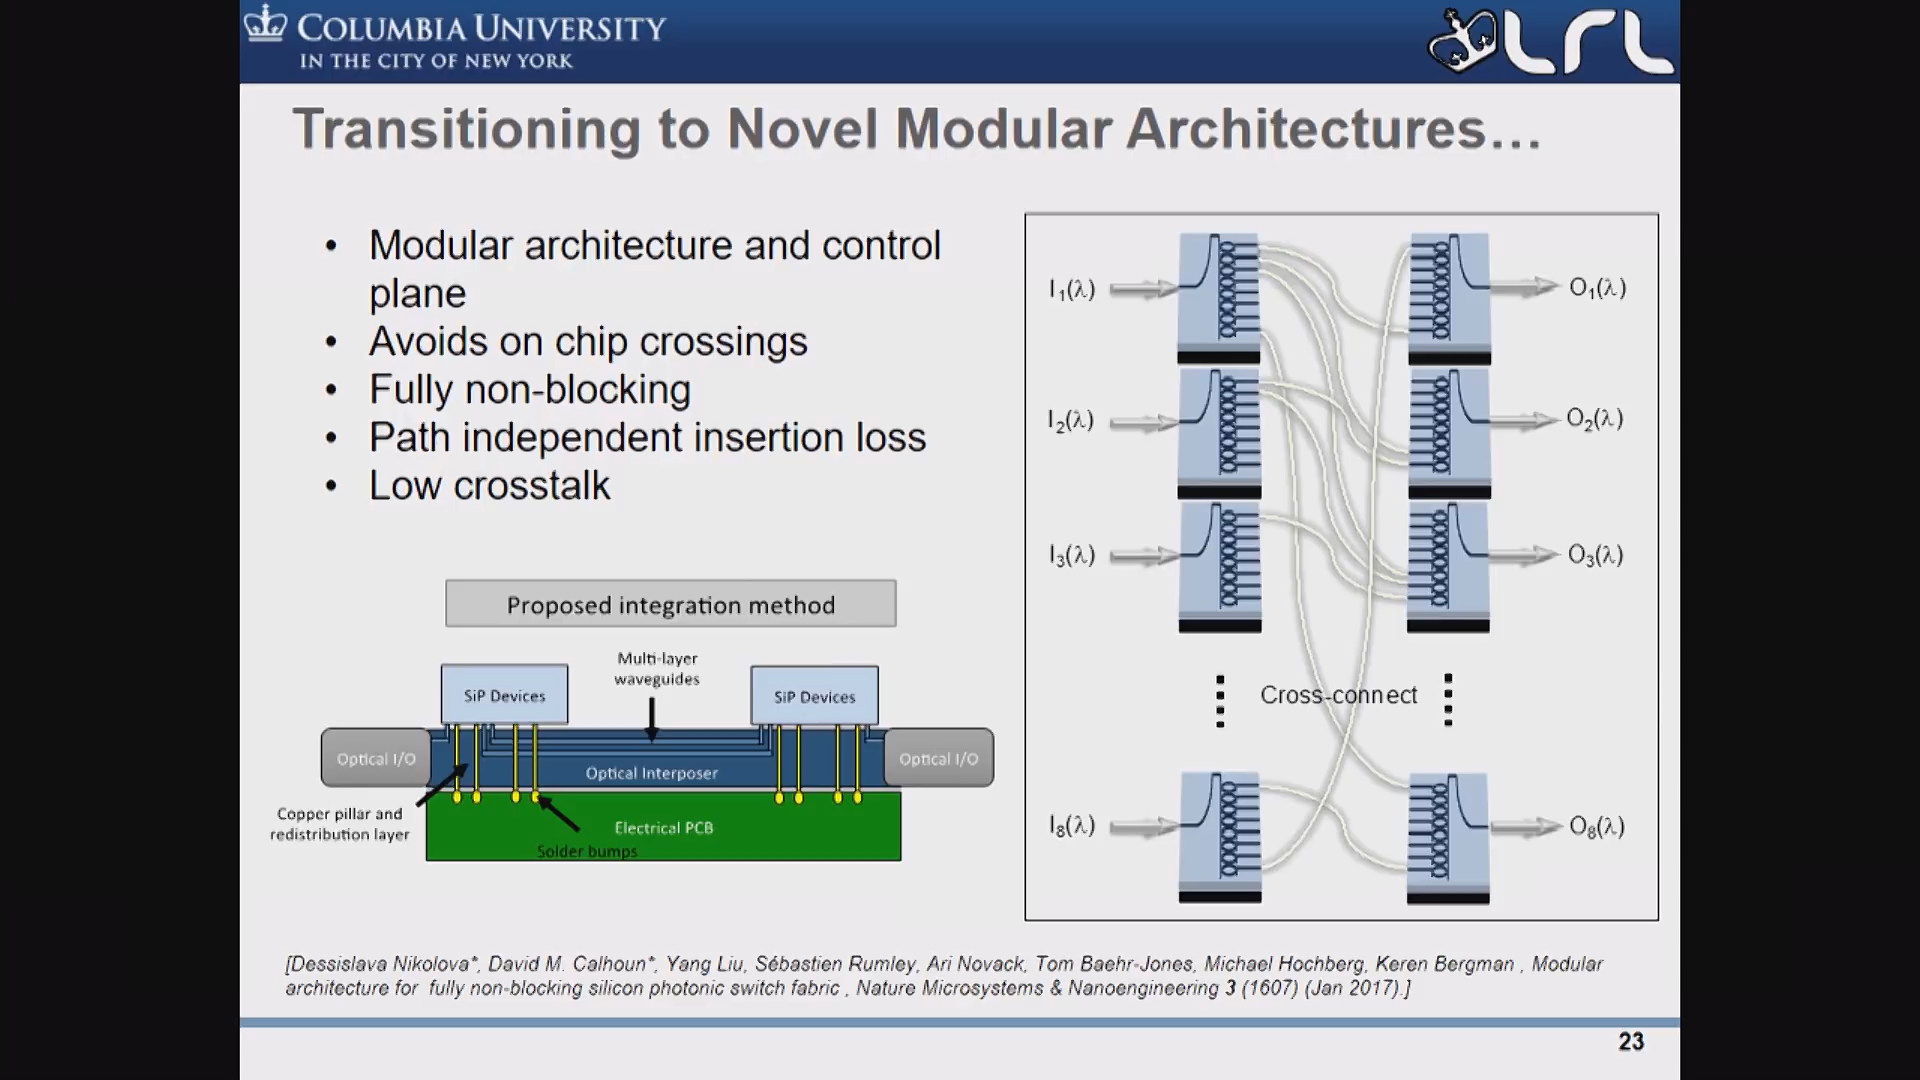 COLUMBIA UNIVERSITY
IN THE CITY OF NEW YORK
LRL
Transitioning to Novel Modular Architectures…
• Modular architecture and control
plane
• Avoids on chip crossings
• Fully non-blocking
• Path independent insertion loss
• Low crosstalk
Proposed integration method
Multi-layer
waveguides
SiP Devices
SiP Devices
Optical I/O
Optical Interposer
Optical I/O
Copper pillar and
redistribution layer
Electrical PCB
Solder bumps
I₁(λ)
O₁(λ)
I₂(λ)
O₂(λ)
I₃(λ)
O₃(λ)
Cross-connect
I₈(λ)
O₈(λ)
[Dessislava Nikolova*, David M. Calhoun*, Yang Liu, Sébastien Rumley, Ari Novack, Tom Baehr-Jones, Michael Hochberg, Keren Bergman , Modular
architecture for fully non-blocking silicon photonic switch fabric , Nature Microsystems & Nanoengineering 3 (1607) (Jan 2017).]
23